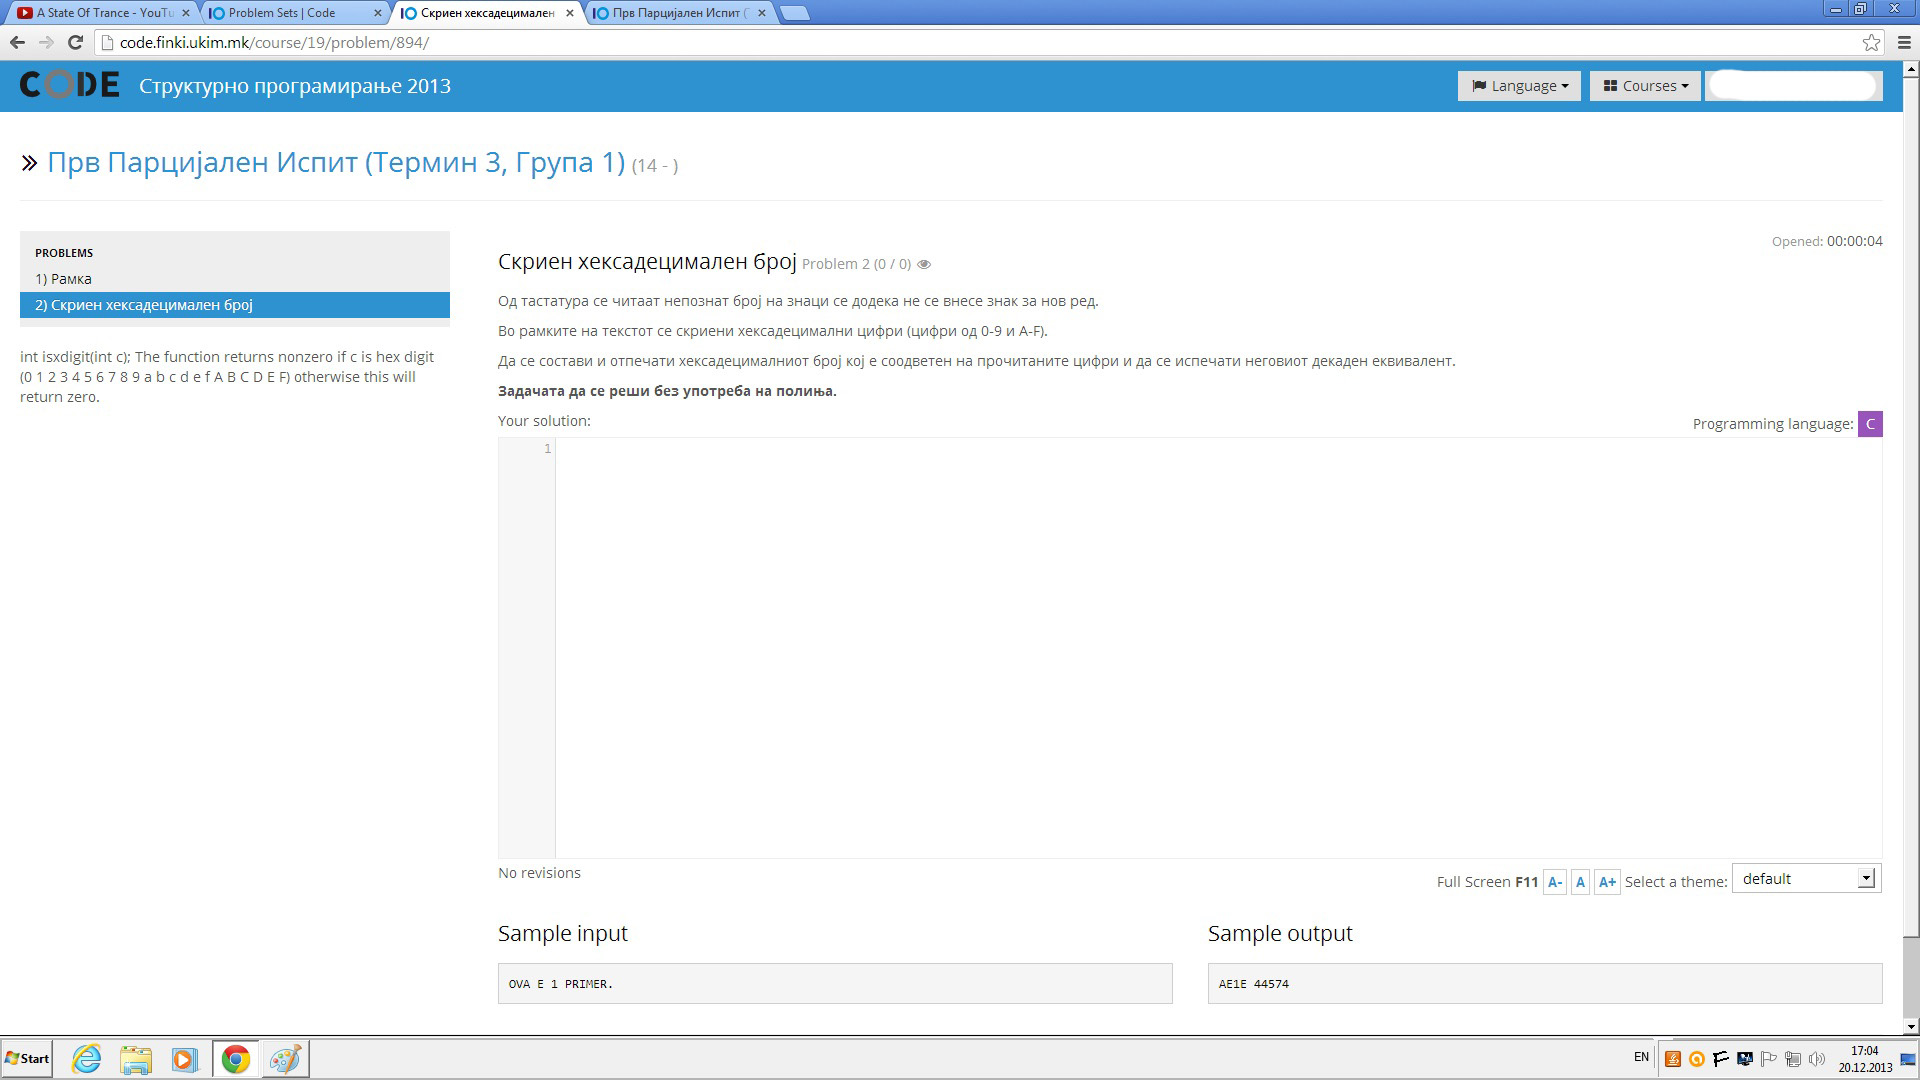 A State Of Trance - YouTu
Problem Sets | Code
Скриен хексадецимален
Прв Парцијален Испит (
code.finki.ukim.mk/course/19/problem/894/
CODE Структурно програмирање 2013
Language
Courses
Прв Парцијален Испит (Термин 3, Група 1) (14 - )
PROBLEMS
1) Рамка
2) Скриен хексадецимален број
int isxdigit(int c); The function returns nonzero if c is hex digit
(0 1 2 3 4 5 6 7 8 9 a b c d e f A B C D E F) otherwise this will
return zero.
Opened: 00:00:04
Скриен хексадецимален број Problem 2 (0 / 0)
Од тастатура се читаат непознат број на знаци се додека не се внесе знак за нов ред.
Во рамките на текстот се скриени хексадецимални цифри (цифри од 0-9 и A-F).
Да се состави и отпечати хексадецималниот број кој е соодветен на прочитаните цифри и да се испечати неговиот декаден еквивалент.
Задачата да се реши без употреба на полиња.
Your solution:
Programming language: C
1
No revisions
Full Screen F11 A- A A+ Select a theme: default
Sample input
OVA E 1 PRIMER.
Sample output
AE1E 44574
Start
EN
17:04
20.12.2013